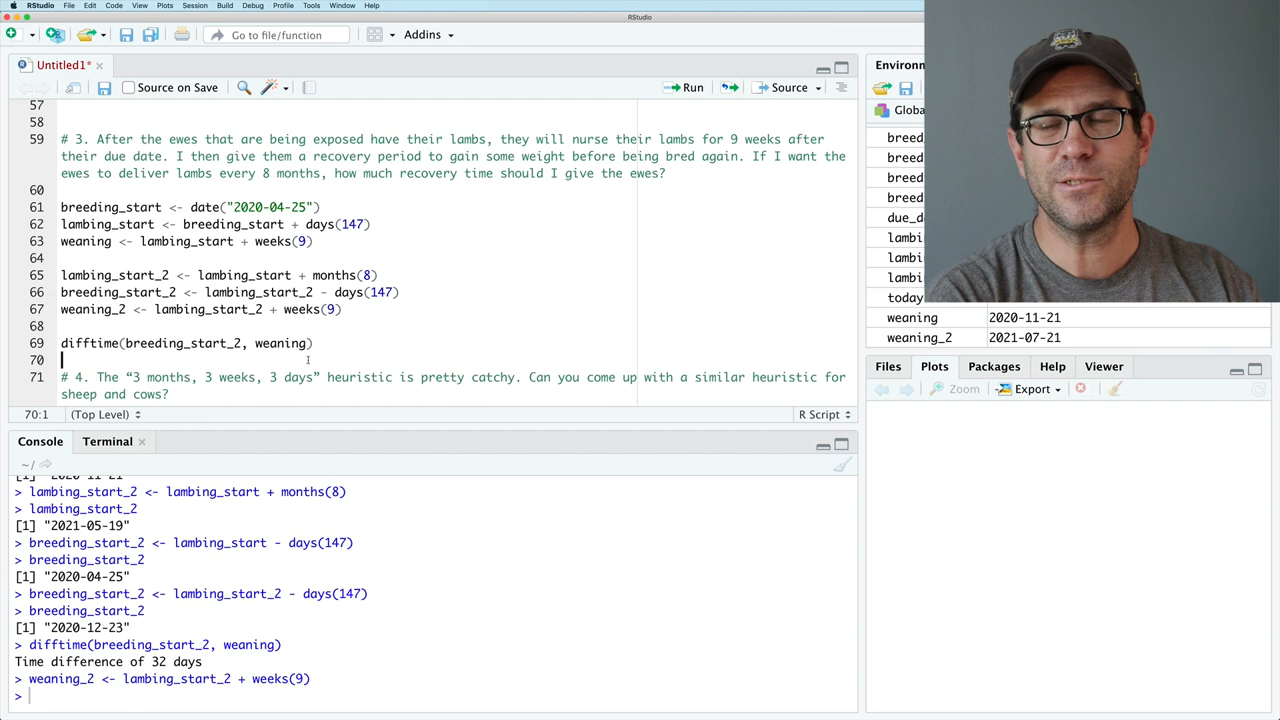 RStudio File Edit Code View Plots Session Build Debug Profile Tools Window Help
RStudio
Go to file/function Addins
Untitled1*
Source on Save Run Source
57
58
59 # 3. After the ewes that are being exposed have their lambs, they will nurse their lambs for 9 weeks after
their due date. I then give them a recovery period to gain some weight before being bred again. If I want the
ewes to deliver lambs every 8 months, how much recovery time should I give the ewes?
60
61 breeding_start <- date("2020-04-25")
62 lambing_start <- breeding_start + days(147)
63 weaning <- lambing_start + weeks(9)
64
65 lambing_start_2 <- lambing_start + months(8)
66 breeding_start_2 <- lambing_start_2 - days(147)
67 weaning_2 <- lambing_start_2 + weeks(9)
68
69 difftime(breeding_start_2, weaning)
70
71 # 4. The “3 months, 3 weeks, 3 days” heuristic is pretty catchy. Can you come up with a similar heuristic for
sheep and cows?
70:1 (Top Level) R Script
Console Terminal
~/
> lambing_start_2 <- lambing_start + months(8)
> lambing_start_2
[1] "2021-05-19"
> breeding_start_2 <- lambing_start - days(147)
> breeding_start_2
[1] "2020-04-25"
> breeding_start_2 <- lambing_start_2 - days(147)
> breeding_start_2
[1] "2020-12-23"
> difftime(breeding_start_2, weaning)
Time difference of 32 days
> weaning_2 <- lambing_start_2 + weeks(9)
>
Environ
Globa
breed
breed
breed
breed
due_d
lambi
lambi
lambi
today
weaning 2020-11-21
weaning_2 2021-07-21
Files Plots Packages Help Viewer
Zoom Export